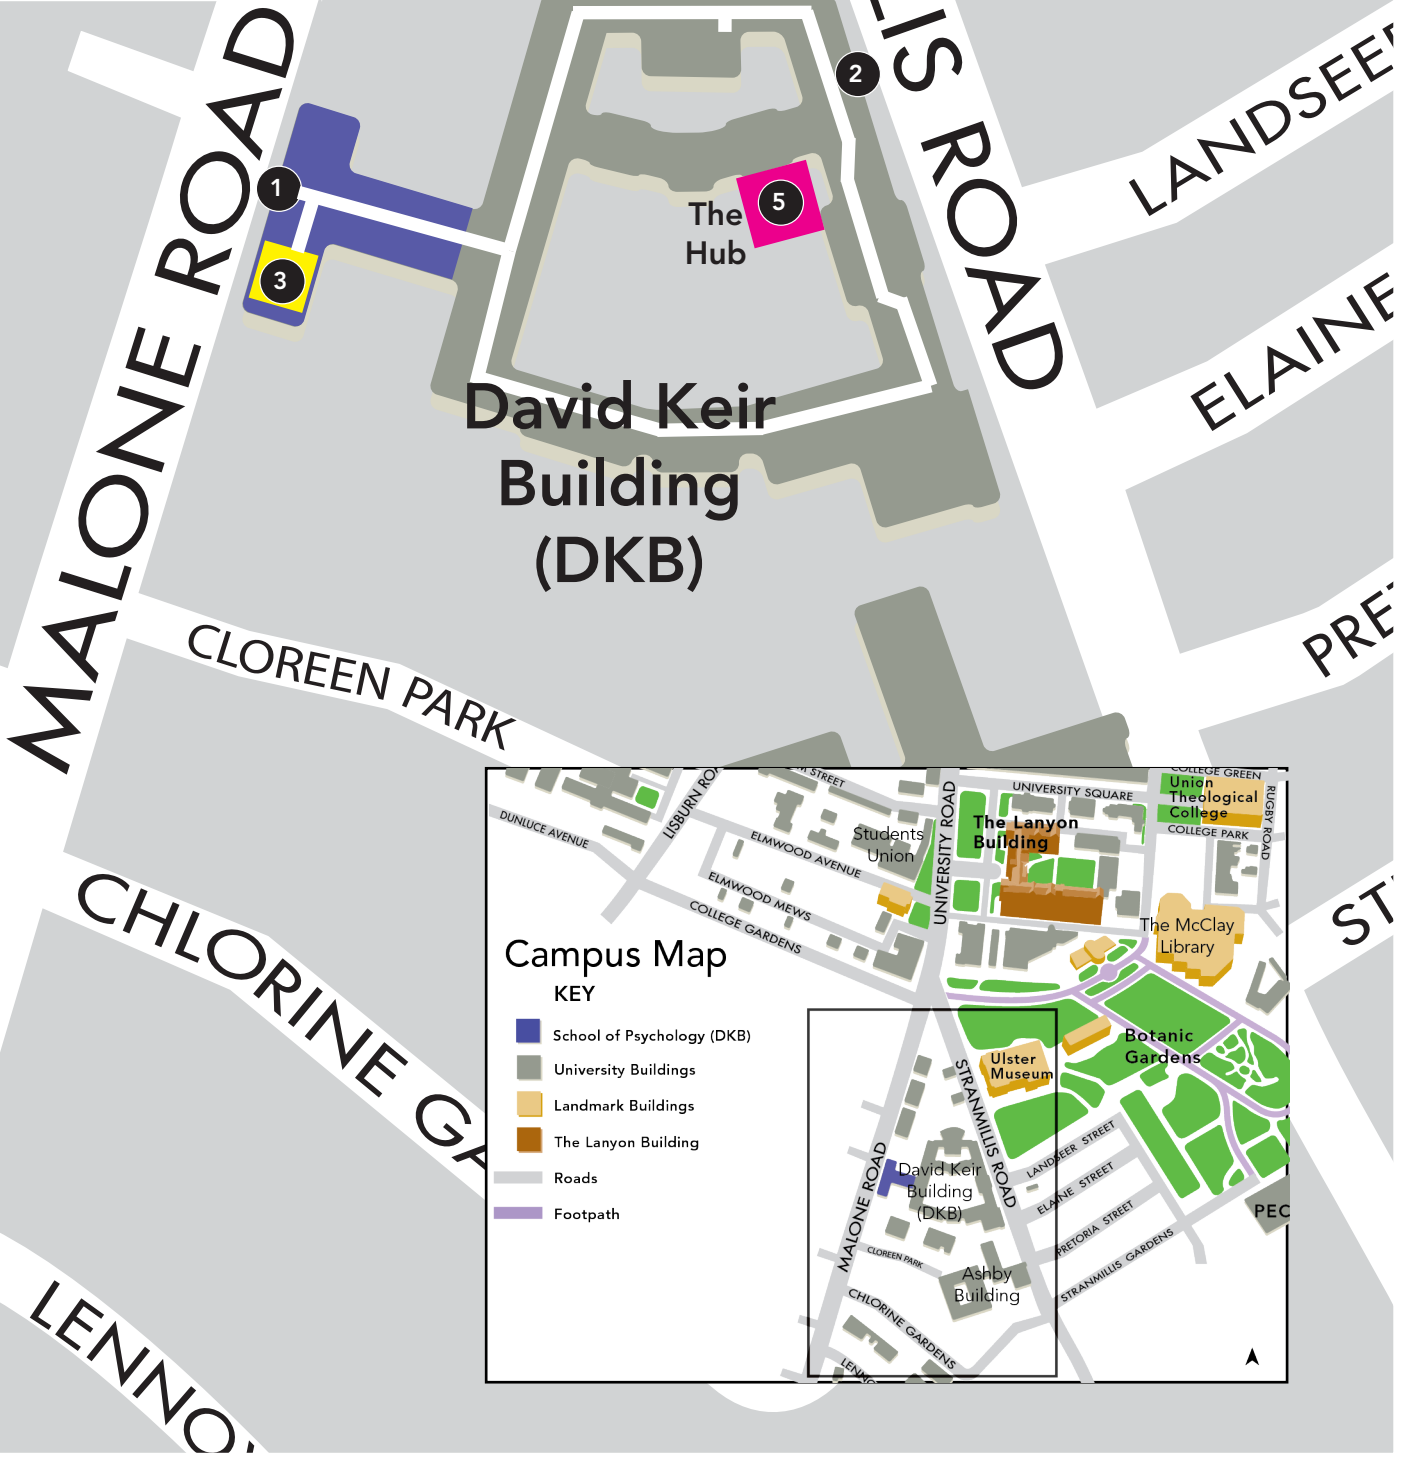 MALONE ROAD
LIS ROAD
LANDSEE
ELAINE
PRET
ST
1
2
3
5
The
Hub
David Keir
Building
(DKB)
CLOREEN PARK
CHLORINE GA
LENNO
Campus Map
KEY
School of Psychology (DKB)
University Buildings
Landmark Buildings
The Lanyon Building
Roads
Footpath
DUNLUCE AVENUE
LISBURN RO
M STREET
ELMWOOD AVENUE
ELMWOOD MEWS
COLLEGE GARDENS
Students
Union
UNIVERSITY ROAD
UNIVERSITY SQUARE
The Lanyon
Building
COLLEGE GREEN
Union
Theological
College
COLLEGE PARK
RUGBY ROAD
The McClay
Library
Botanic
Gardens
Ulster
Museum
STRANMILLIS ROAD
MALONE ROAD
David Keir
Building
(DKB)
LANDSEER STREET
ELAINE STREET
PRETORIA STREET
STRANMILLIS GARDENS
PEC
CLOREEN PARK
Ashby
Building
CHLORINE GARDENS
LENNO